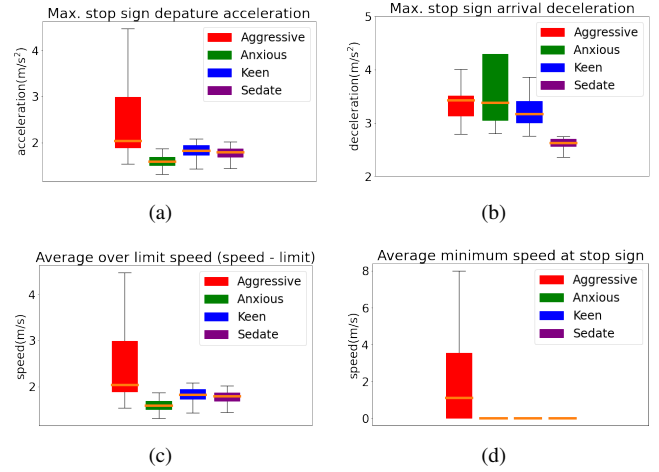 Max. stop sign depature acceleration
acceleration(m/s²)
4
3
2
Aggressive
Anxious
Keen
Sedate
(a)
Max. stop sign arrival deceleration
deceleration(m/s²)
5
4
3
2
Aggressive
Anxious
Keen
Sedate
(b)
Average over limit speed (speed - limit)
speed(m/s)
4
3
2
Aggressive
Anxious
Keen
Sedate
(c)
Average minimum speed at stop sign
speed(m/s)
8
6
4
2
0
Aggressive
Anxious
Keen
Sedate
(d)